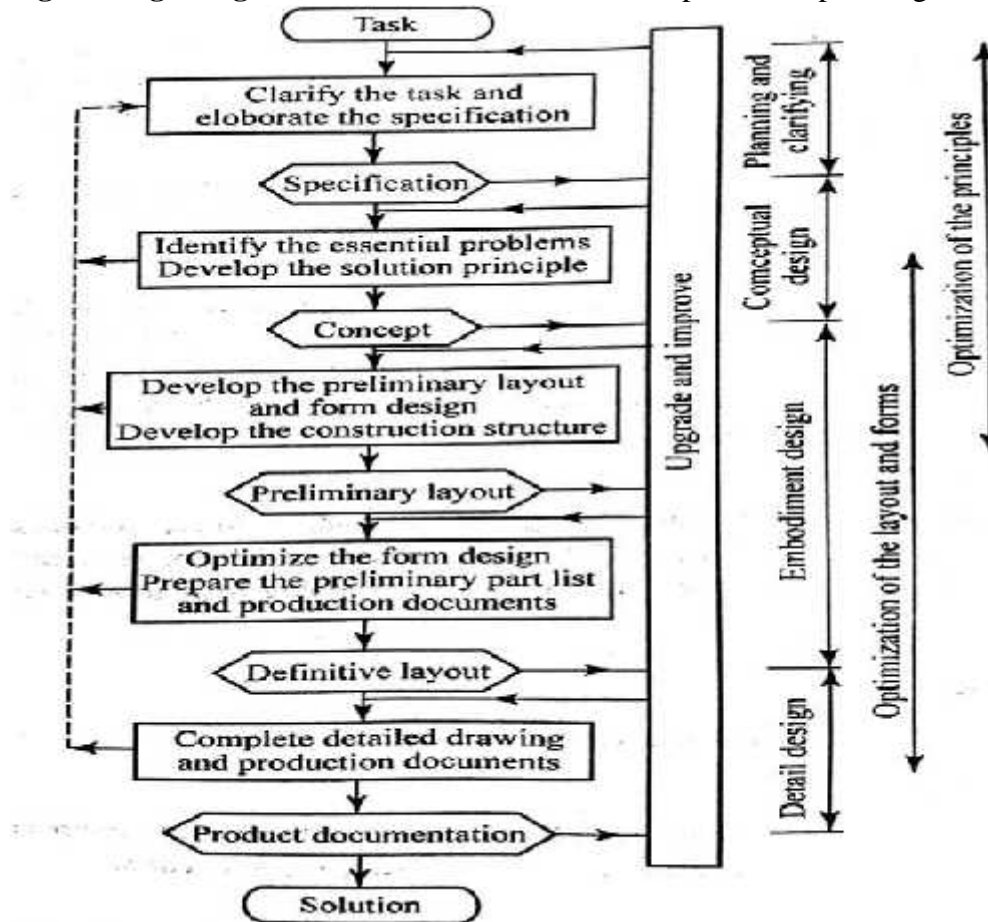 Task
Clarify the task and
eloborate the specification
Specification
Identify the essential problems
Develop the solution principle
Concept
Develop the preliminary layout
and form design
Develop the construction structure
Preliminary layout
Optimize the form design
Prepare the preliminary part list
and production documents
Definitive layout
Complete detailed drawing
and production documents
Product documentation
Solution
Upgrade and improve
Planning and
clarifying
Comceptual
design
Embodiment design
Detail design
Optimization of the layout and forms
Optimization of the principles